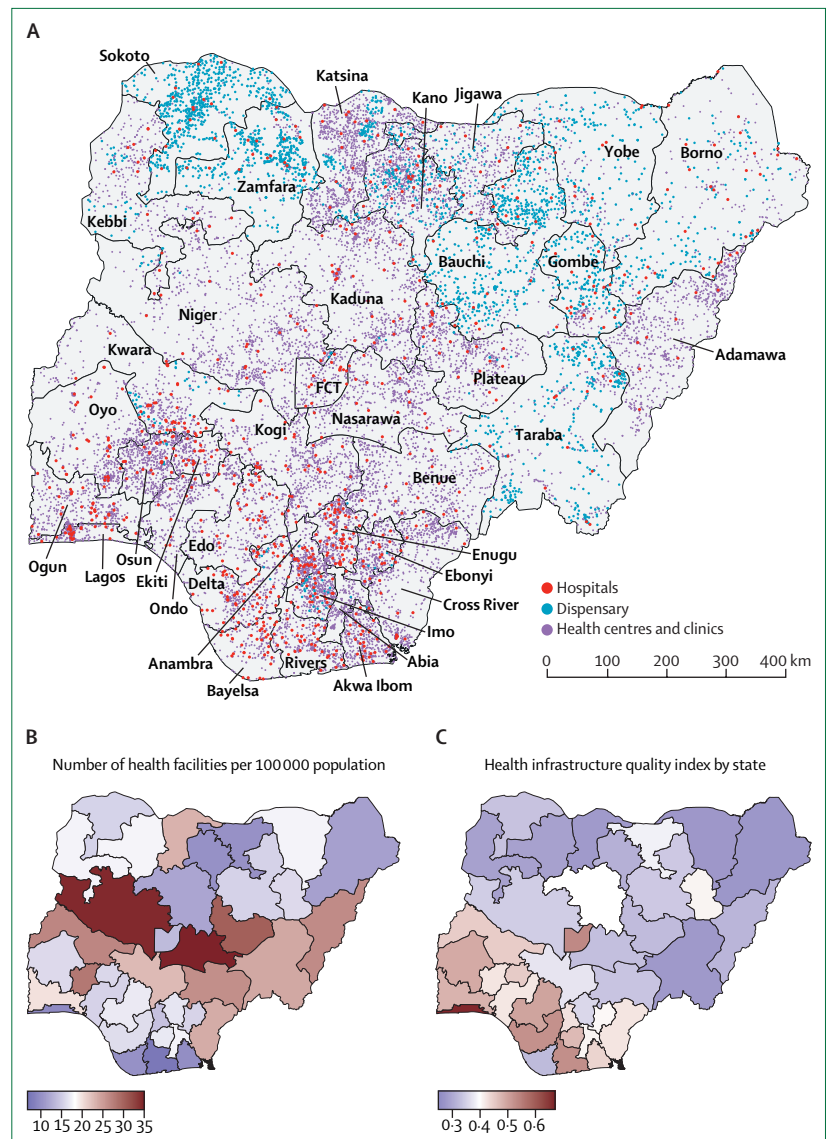 A
Sokoto
Katsina
Kano
Jigawa
Yobe
Borno
Zamfara
Kebbi
Bauchi
Gombe
Kaduna
Niger
Adamawa
Kwara
Plateau
FCT
Oyo
Nasarawa
Kogi
Taraba
Benue
Edo
Enugu
Ogun
Osun
Lagos
Ekiti
Delta
Ebonyi
Ondo
Cross River
Imo
Anambra
Rivers
Abia
Bayelsa
Akwa Ibom
Hospitals
Dispensary
Health centres and clinics
0 100 200 300 400 km
B
Number of health facilities per 100 000 population
10 15 20 25 30 35
C
Health infrastructure quality index by state
0·3 0·4 0·5 0·6